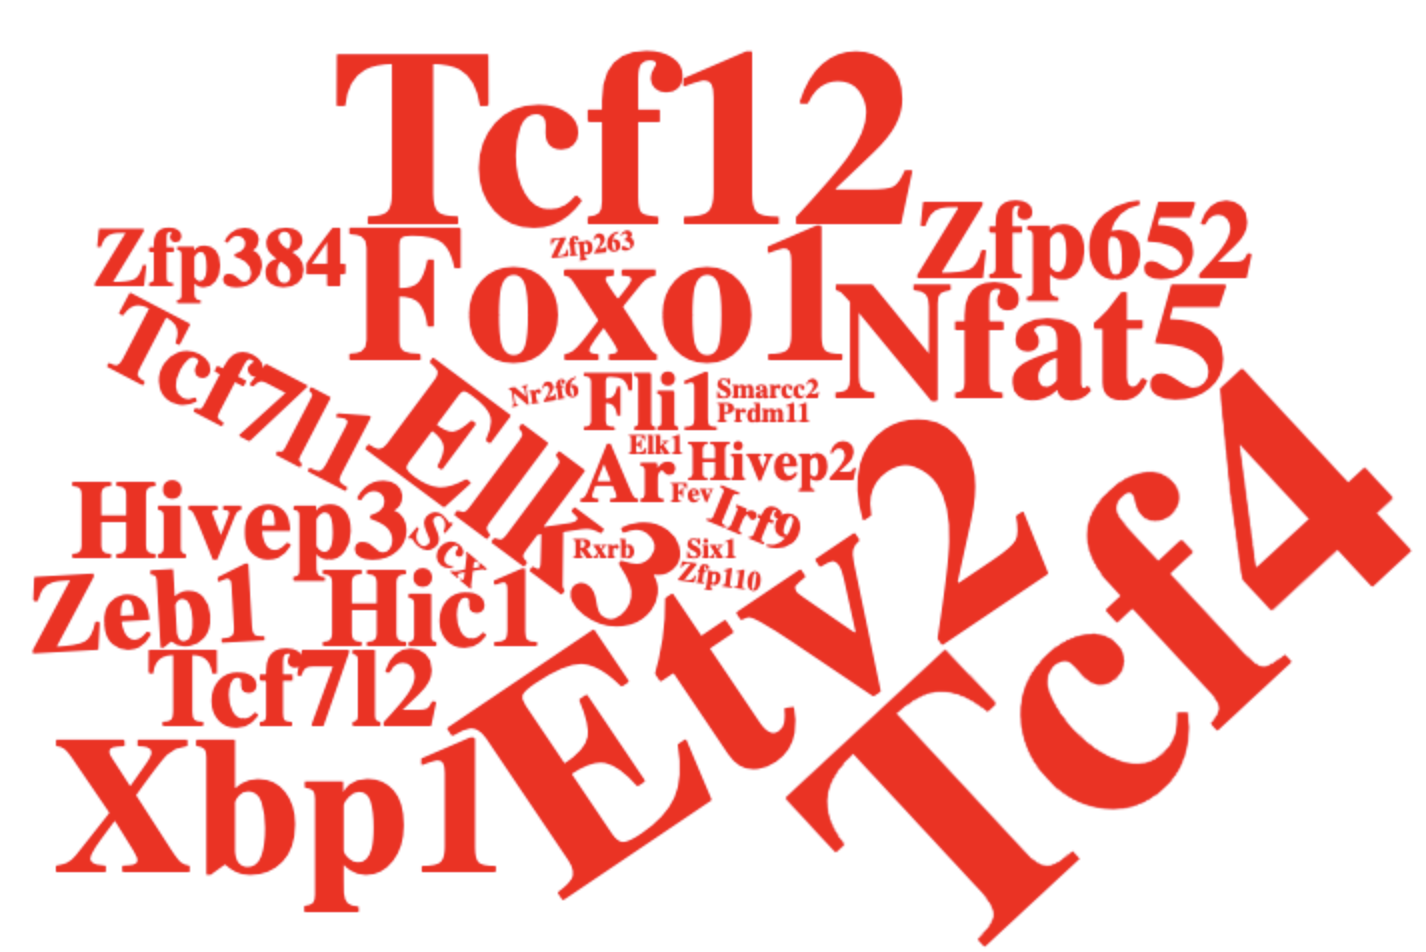 Tcf12
Zfp652
Zfp384
Zfp263
Foxo1
Nfat5
Tcf7l1
Nr2f6
Fli1
Smarcc2
Prdm11
Elk3
Elk1
Ar
Hivep2
Fev
Irf9
Tcf4
Etv2
Hivep3
Scx
Rxrb
Six1
Zfp110
Zeb1
Hic1
Tcf7l2
Xbp1